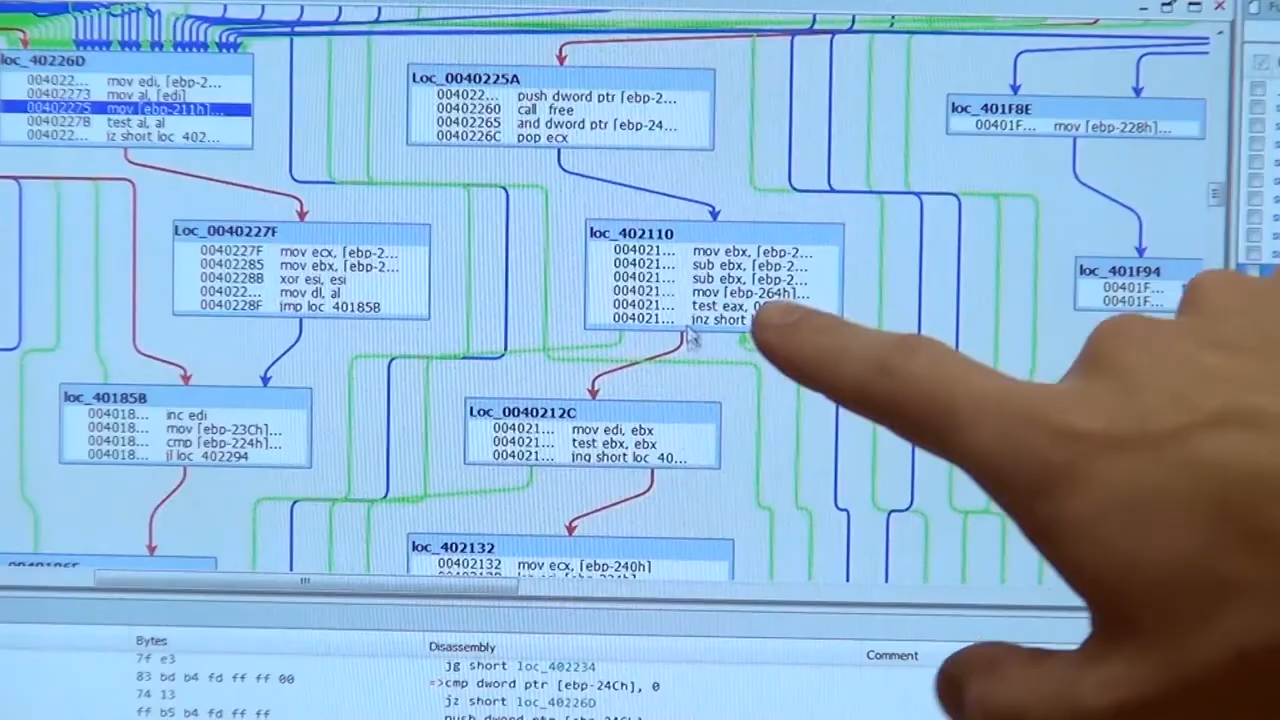 loc_40226D
004022... mov edi, [ebp-2...
00402273 mov al, [edi]
00402275 mov [ebp-211h]...
0040227B test al, al
004022... jz short loc_402...
Loc_0040225A
004022... push dword ptr [ebp-2...
00402260 call _free
00402265 and dword ptr [ebp-24...
0040226C pop ecx
loc_401F8E
00401F... mov [ebp-228h]...
Loc_0040227F
0040227F mov ecx, [ebp-2...
00402285 mov ebx, [ebp-2...
0040228B xor esi, esi
004022... mov dl, al
0040228F jmp loc_40185B
loc_402110
004021... mov ebx, [ebp-2...
004021... sub ebx, [ebp-2...
004021... sub ebx, [ebp-2...
004021... mov [ebp-264h]...
004021... test eax,
004021... jnz short
loc_401F94
00401F...
00401F...
loc_40185B
004018... inc edi
004018... mov [ebp-23Ch]...
004018... cmp [ebp-224h]...
004018... jl loc_402294
Loc_0040212C
004021... mov edi, ebx
004021... test ebx, ebx
004021... jng short loc_40...
loc_402132
00402132 mov ecx, [ebp-240h]
Bytes Disassembly Comment
7f e3 jg short loc_402234
83 bd b4 fd ff ff 00 =>cmp dword ptr [ebp-24Ch], 0
74 13 jz short loc_40226D
ff b5 b4 fd ff ff